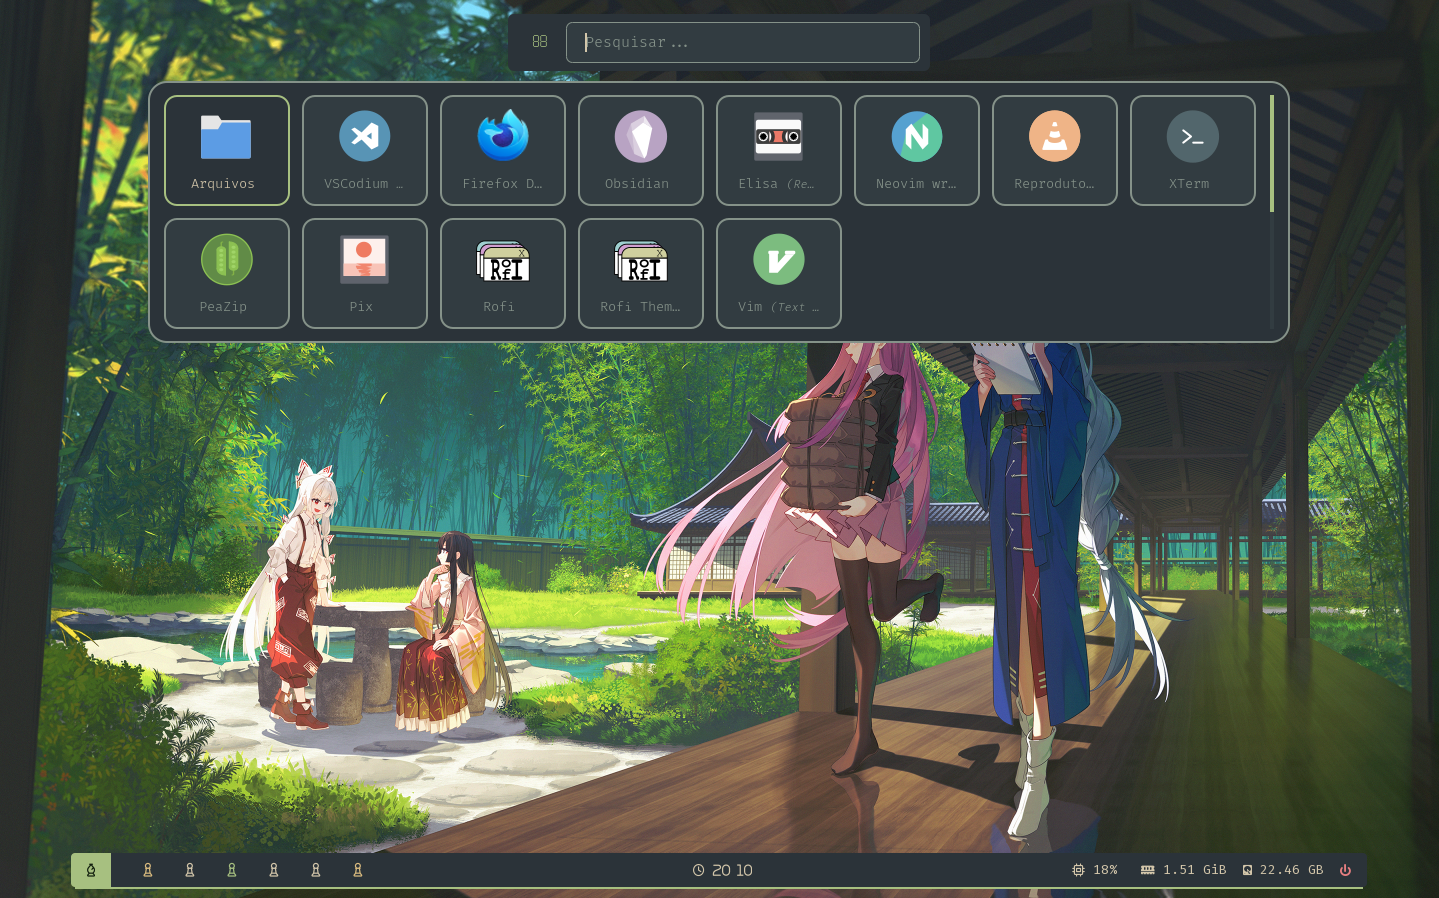 Pesquisar...
Arquivos
VSCodium …
Firefox D…
Obsidian
Elisa (Re…
Neovim wr…
Reproduto…
XTerm
PeaZip
Pix
Rofi
Rofi Them…
Vim (Text …
20 10
18%
1.51 GiB
22.46 GB